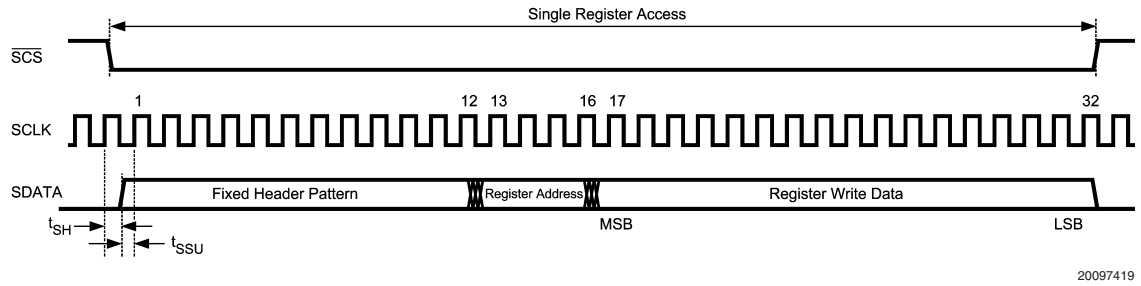 Single Register Access
SCS
1 12 13 16 17 32
SCLK
SDATA Fixed Header Pattern Register Address Register Write Data
tSH MSB LSB
tSSU
20097419